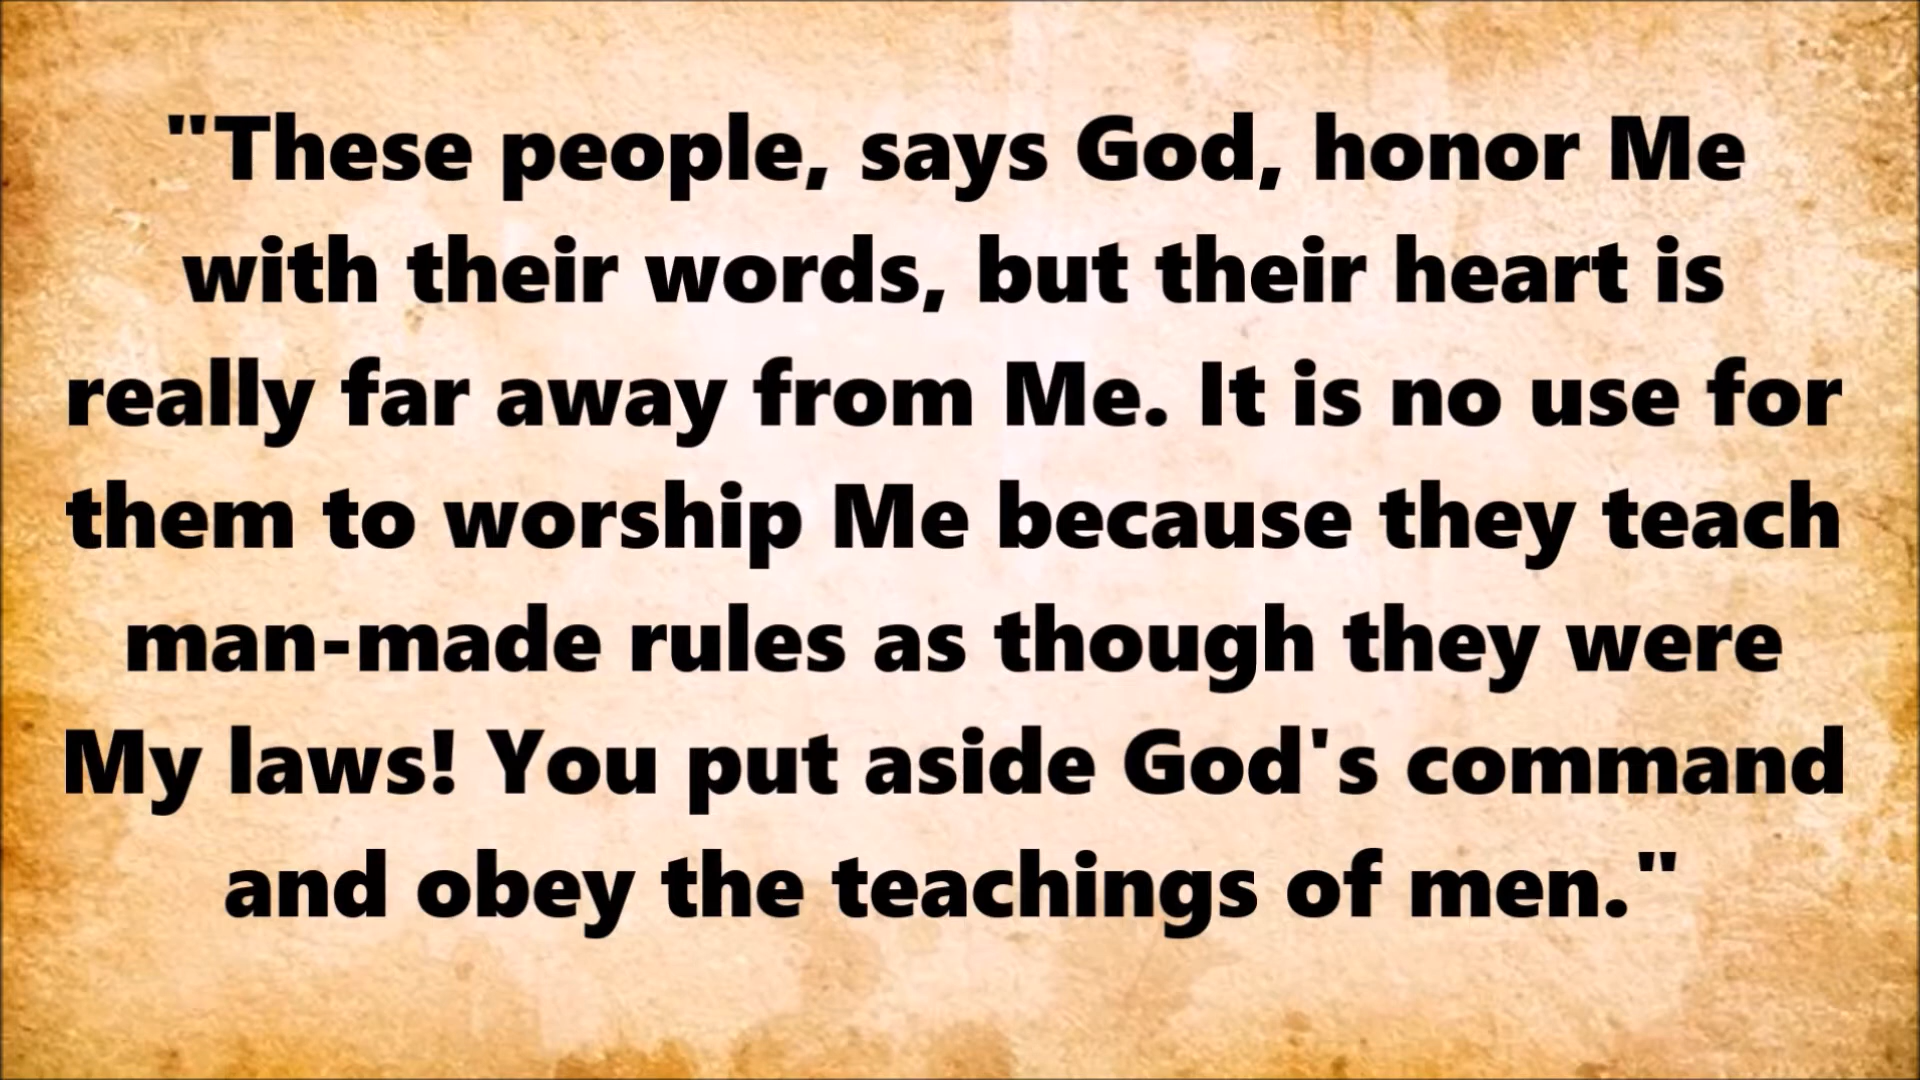 "These people, says God, honor Me
with their words, but their heart is
really far away from Me. It is no use for
them to worship Me because they teach
man-made rules as though they were
My laws! You put aside God's command
and obey the teachings of men."